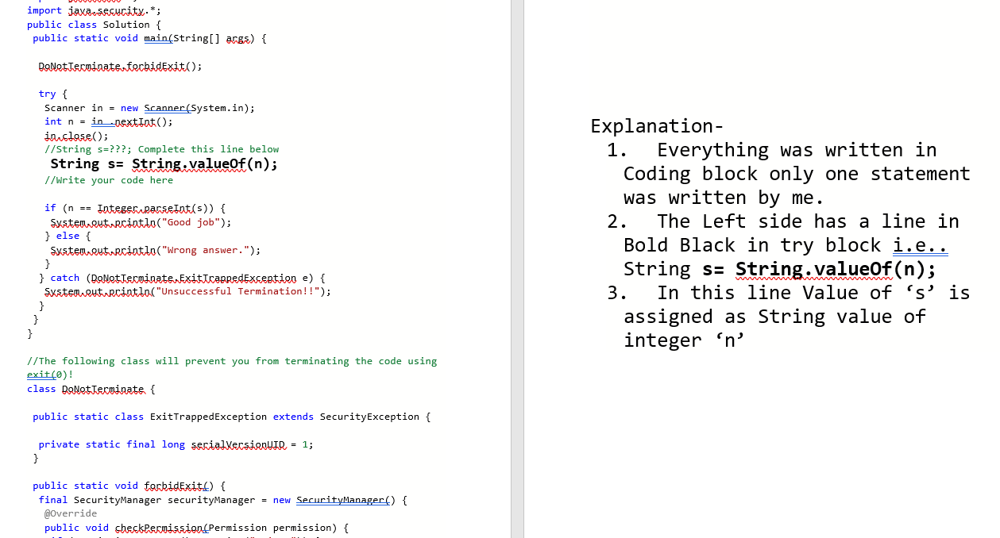 import java.security.*;
public class Solution {
public static void main(String[] args) {
DoNotTerminate.forbidExit();
try {
Scanner in = new Scanner(System.in);
int n = in .nextInt();
in.close();
//String s=???; Complete this line below
String s= String.valueOf(n);
//Write your code here
if (n == Integer.parseInt(s)) {
System.out.println("Good job");
} else {
System.out.println("Wrong answer.");
}
} catch (DoNotTerminate.ExitTrappedException e) {
System.out.println("Unsuccessful Termination!!");
}
}
}
//The following class will prevent you from terminating the code using
exit(0)!
class DoNotTerminate {
public static class ExitTrappedException extends SecurityException {
private static final long serialVersionUID = 1;
}
public static void forbidExit() {
final SecurityManager securityManager = new SecurityManager() {
@Override
public void checkPermission(Permission permission) {
Explanation-
1. Everything was written in
Coding block only one statement
was written by me.
2. The Left side has a line in
Bold Black in try block i.e..
String s= String.valueOf(n);
3. In this line Value of ‘s’ is
assigned as String value of
integer ‘n’